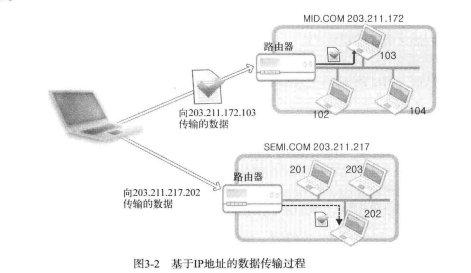 MID.COM 203.211.172
路由器
103
向203.211.172.103
传输的数据
102
104
SEMI.COM 203.211.217
201
203
路由器
向203.211.217.202
传输的数据
202
图3-2 基于IP地址的数据传输过程